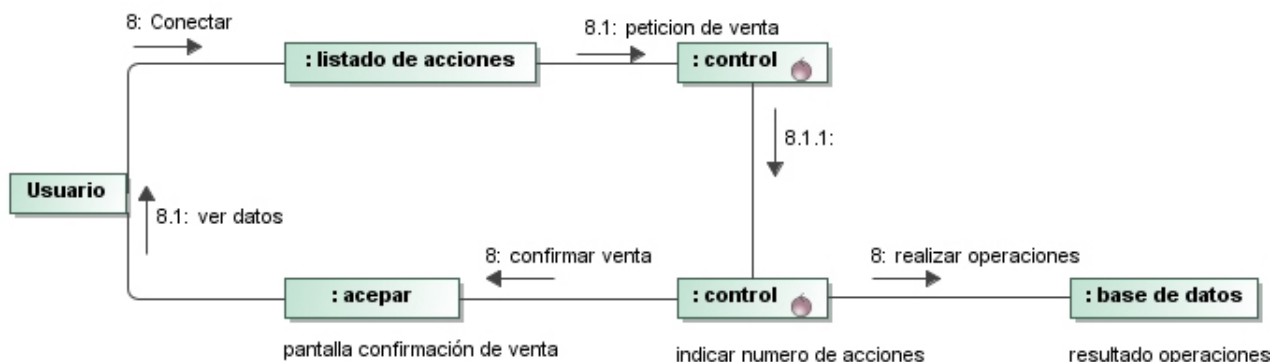 8: Conectar
8.1: peticion de venta
: listado de acciones
: control
8.1.1:
Usuario
8.1: ver datos
8: confirmar venta
8: realizar operaciones
: acepar
: control
: base de datos
pantalla confirmación de venta
indicar numero de acciones
resultado operaciones